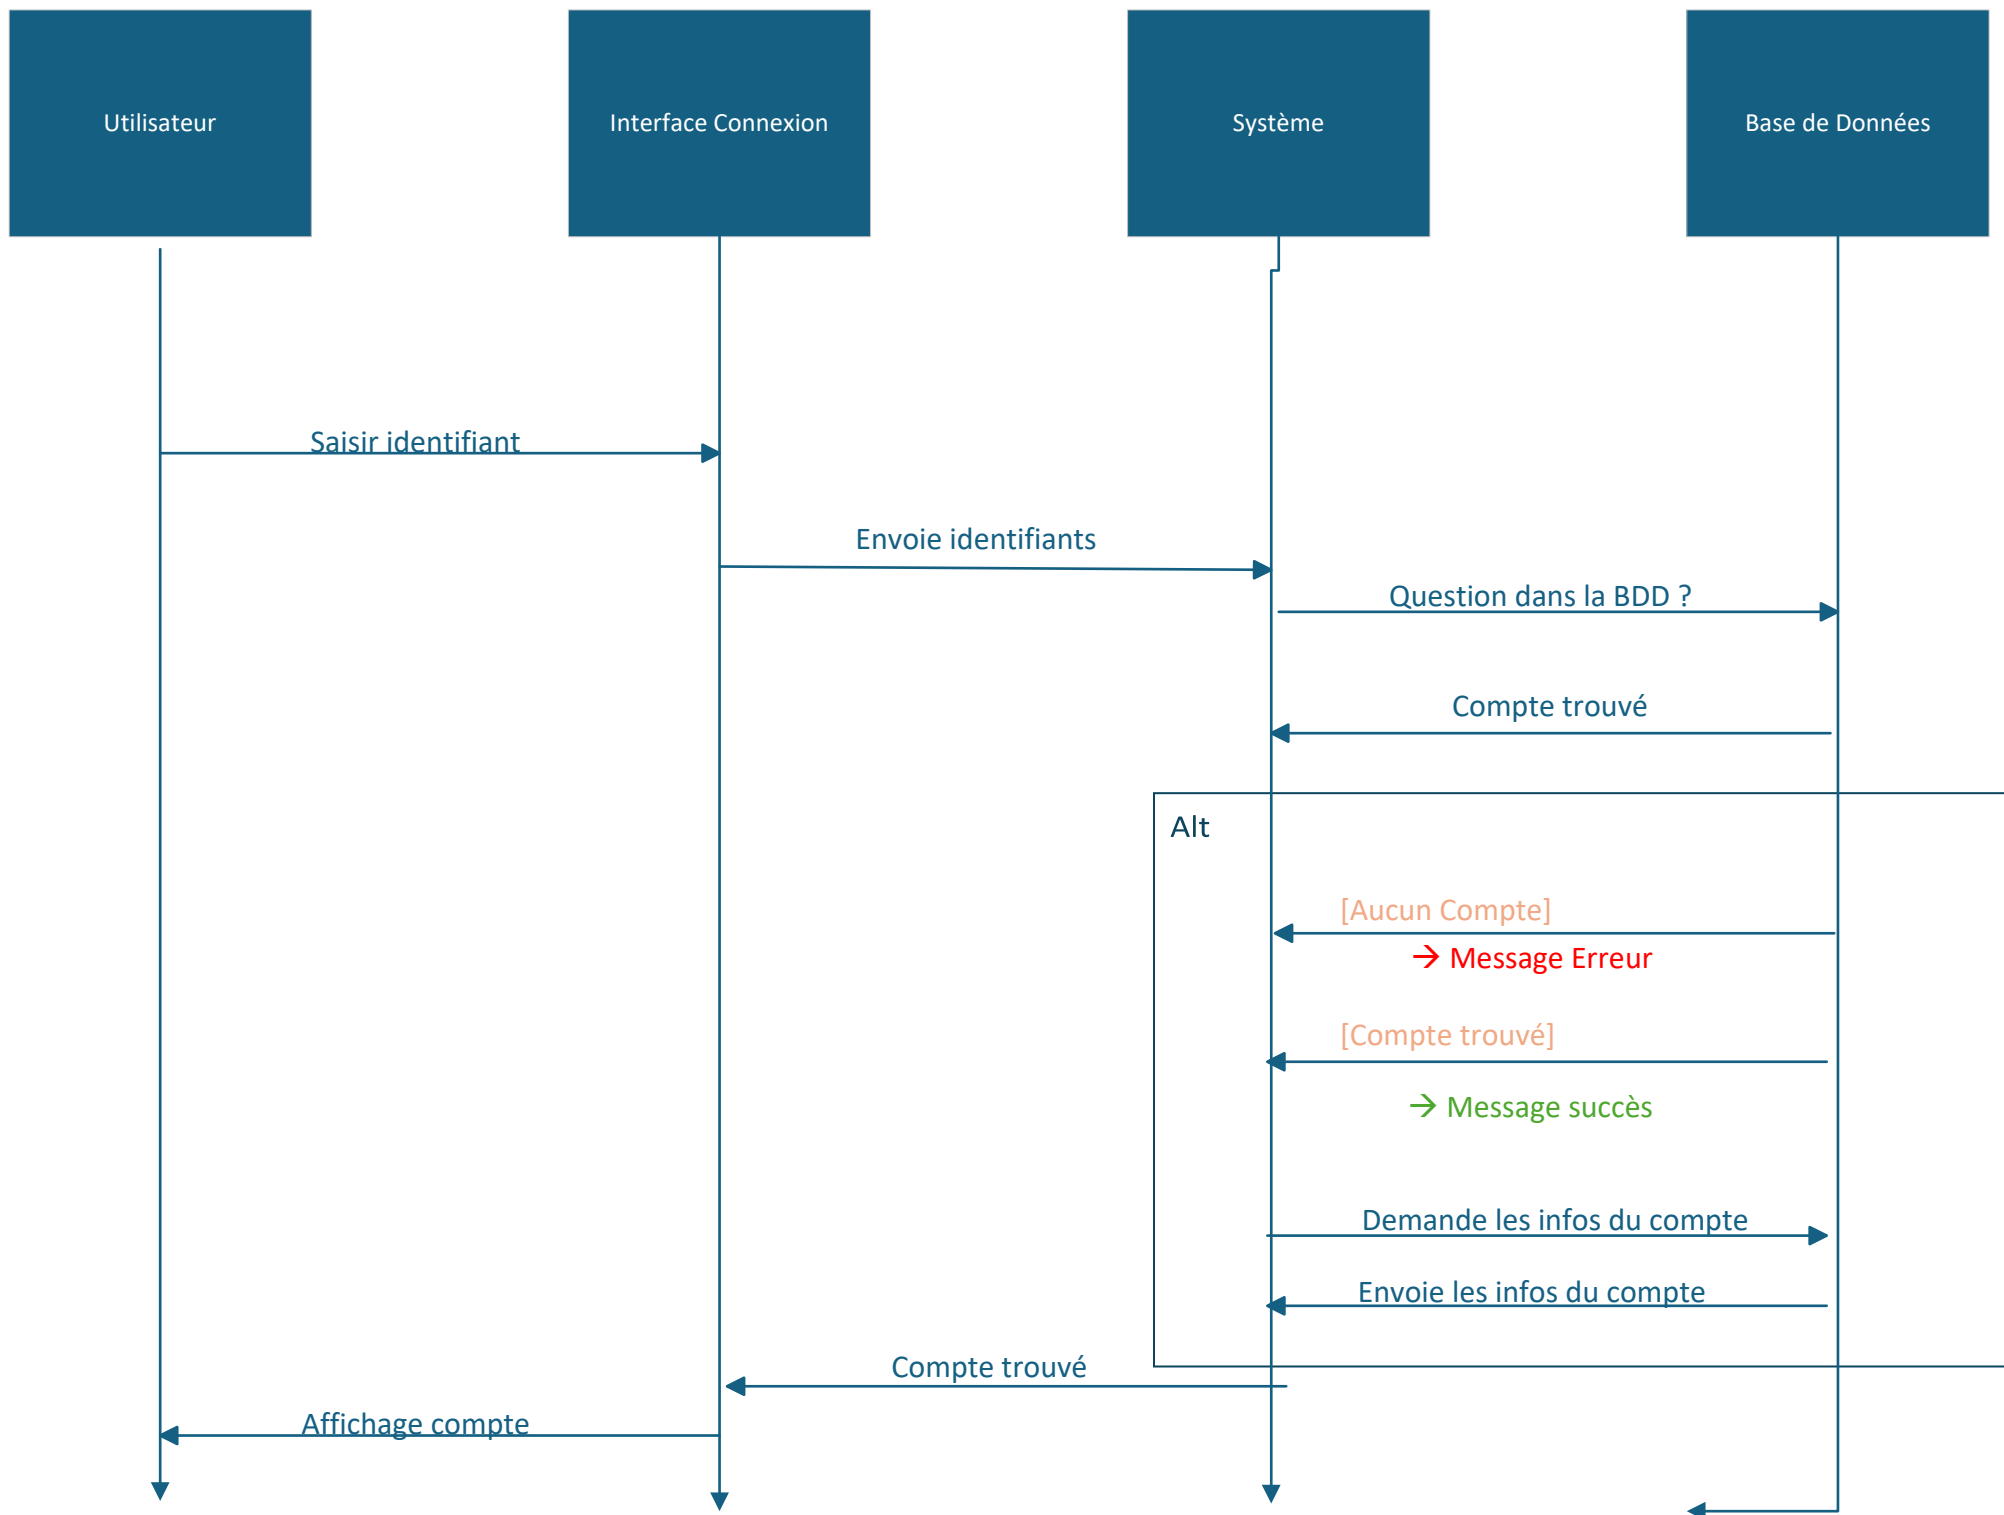 Utilisateur
Interface Connexion
Système
Base de Données
Saisir identifiant
Envoie identifiants
Question dans la BDD ?
Compte trouvé
Alt
[Aucun Compte]
→ Message Erreur
[Compte trouvé]
→ Message succès
Demande les infos du compte
Envoie les infos du compte
Compte trouvé
Affichage compte